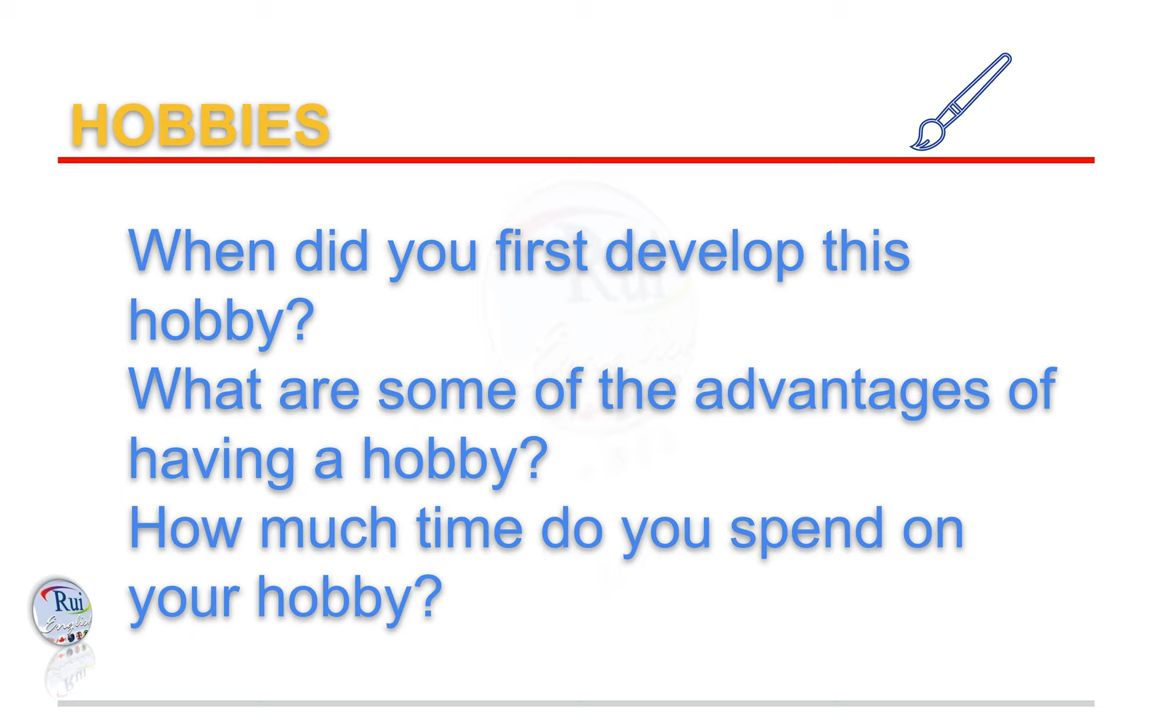 HOBBIES
When did you first develop this
hobby?
What are some of the advantages of
having a hobby?
How much time do you spend on
your hobby?
Rui
English